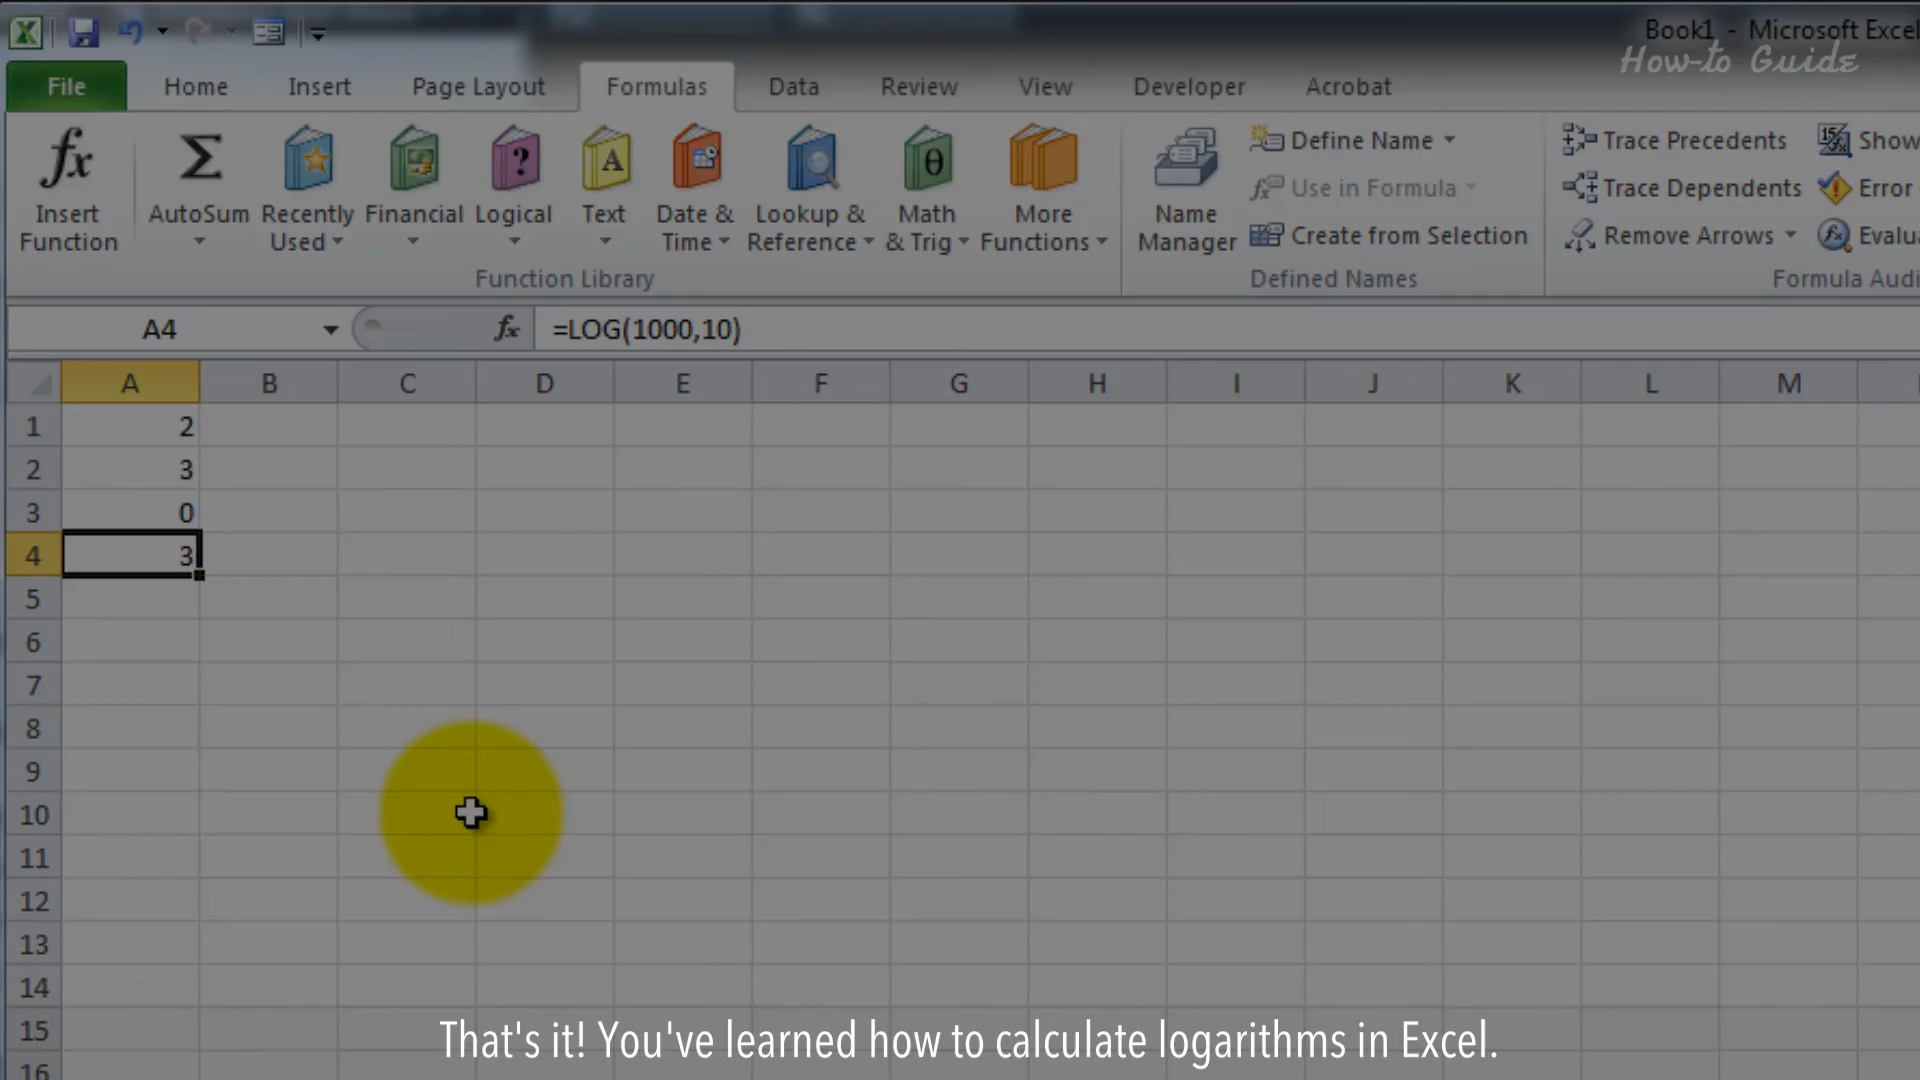 Book1 - Microsoft Excel
How-to Guide
File Home Insert Page Layout Formulas Data Review View Developer Acrobat
Insert Function
AutoSum
Recently Used
Financial
Logical
Text
Date & Time
Lookup & Reference
Math & Trig
More Functions
Function Library
Name Manager
Define Name
Use in Formula
Create from Selection
Defined Names
Trace Precedents
Trace Dependents
Remove Arrows
Show
Error
A4 fx =LOG(1000,10)
A B C D E F G H I J K L M
1 2
2 3
3 0
4 3
5
6
7
8
9
10
11
12
13
14
15
16
That's it! You've learned how to calculate logarithms in Excel.